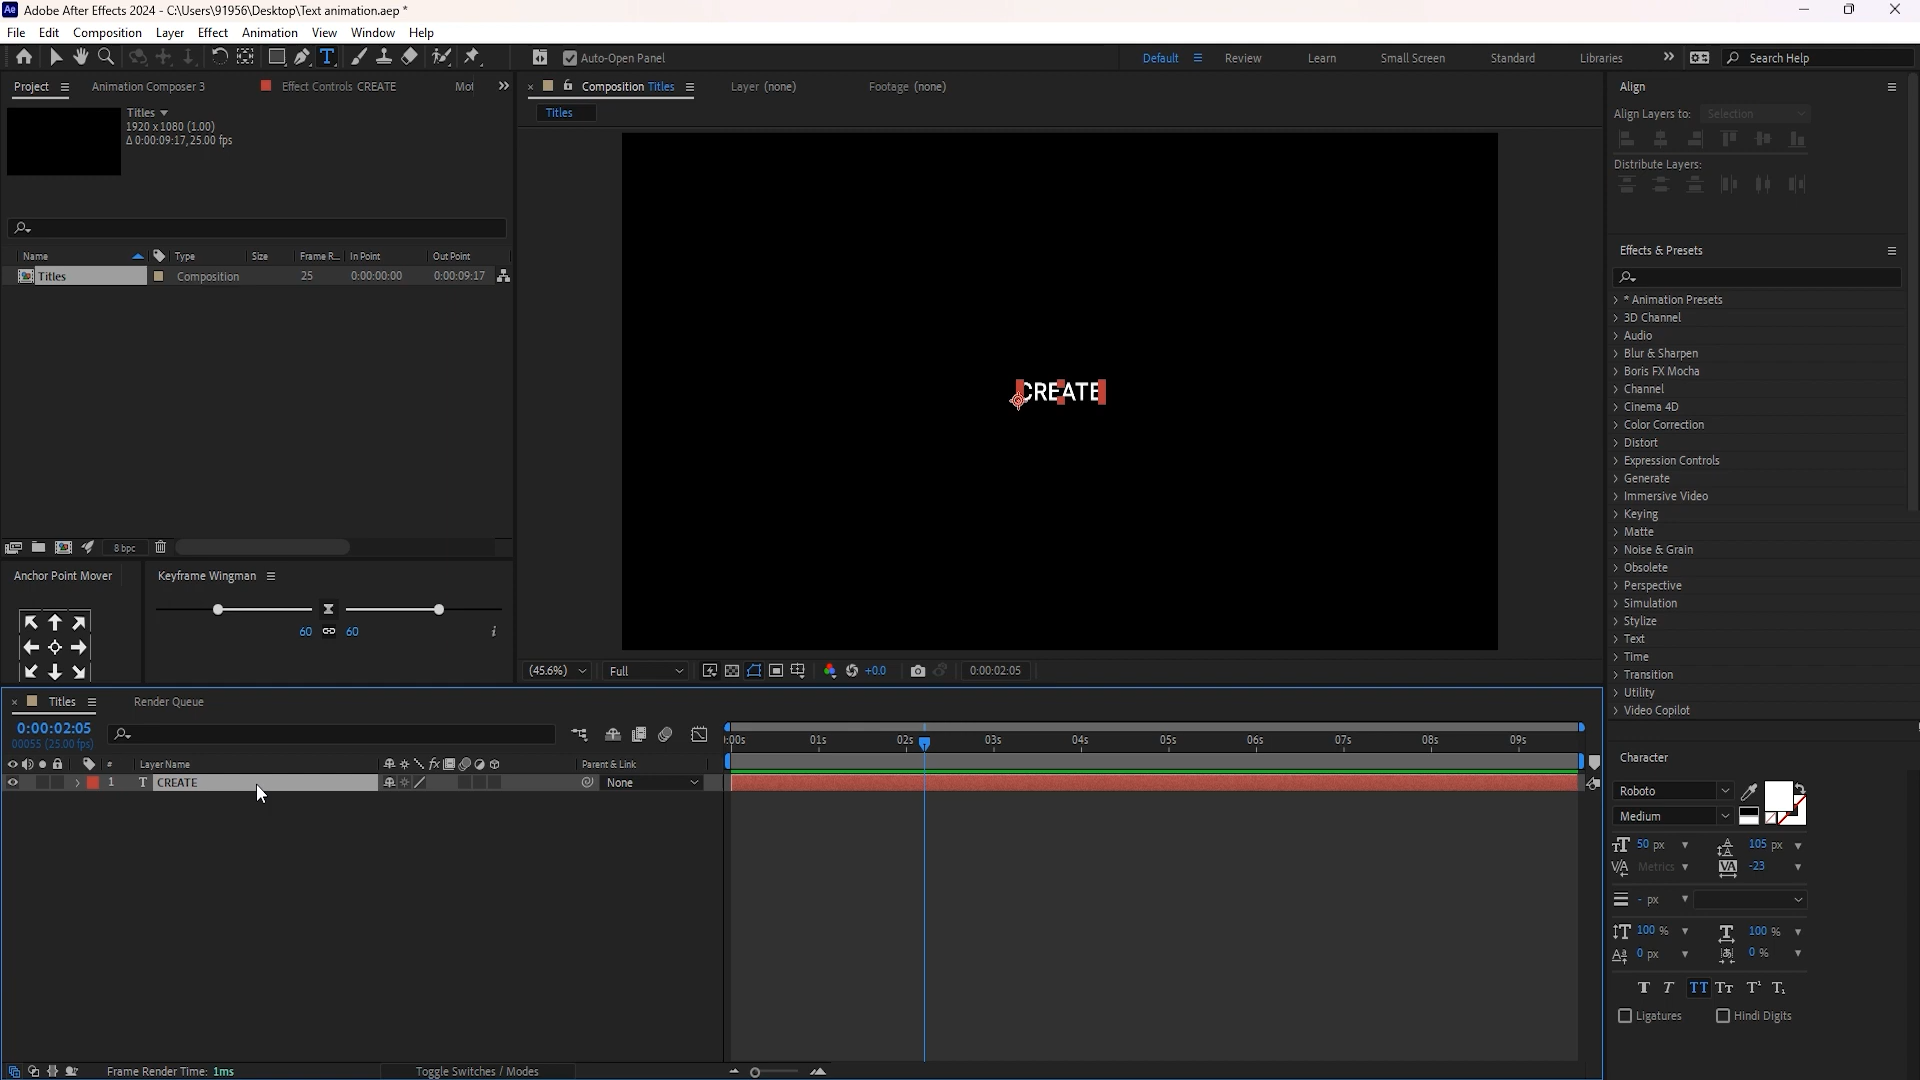 Ae Adobe After Effects 2024 - C:\Users\91956\Desktop\Text animation.aep *
File Edit Composition Layer Effect Animation View Window Help
T Auto-Open Panel Default Review Learn Small Screen Standard Libraries Search Help
Project Animation Composer 3 Effect Controls CREATE Mot
Composition Titles Layer (none) Footage (none)
Titles
Titles
1920 x 1080 (1.00)
Δ 0:00:09:17, 25.00 fps
Name Type Size Frame R... In Point Out Point
Titles Composition 25 0:00:00:00 0:00:09:17
8 bpc
Anchor Point Mover Keyframe Wingman
60 60 i
CREATE
(45.6%) Full +0.0 0:00:02:05
Align
Align Layers to: Selection
Distribute Layers:
Effects & Presets
* Animation Presets
3D Channel
Audio
Blur & Sharpen
Boris FX Mocha
Channel
Cinema 4D
Color Correction
Distort
Expression Controls
Generate
Immersive Video
Keying
Matte
Noise & Grain
Obsolete
Perspective
Simulation
Stylize
Text
Time
Transition
Utility
Video Copilot
Titles Render Queue
0:00:02:05
00055 (25.00 fps)
:00s 01s 02s 03s 04s 05s 06s 07s 08s 09s
# Layer Name fx Parent & Link
1 T CREATE None
Frame Render Time: 1ms Toggle Switches / Modes
Character
Roboto
Medium
50 px 105 px
Metrics -23
- px
100 % 100 %
0 px 0 %
T T TT Tт T¹ T₁
Ligatures Hindi Digits